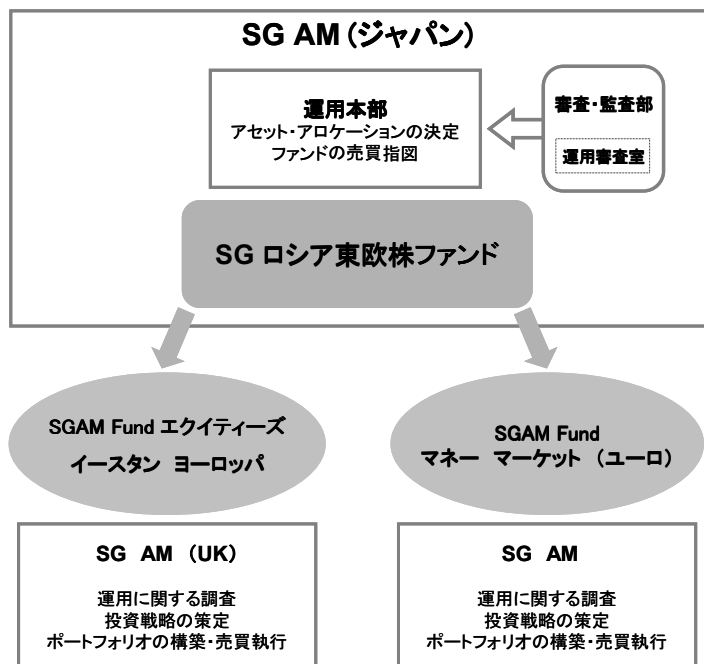 SG AM (ジャパン)
運用本部
アセット・アロケーションの決定
ファンドの売買指図
審査・監査部
運用審査室
SG ロシア東欧株ファンド
SGAM Fund エクイティーズ
イースタン ヨーロッパ
SGAM Fund
マネー マーケット (ユーロ)
SG AM (UK)
運用に関する調査
投資戦略の策定
ポートフォリオの構築・売買執行
SG AM
運用に関する調査
投資戦略の策定
ポートフォリオの構築・売買執行